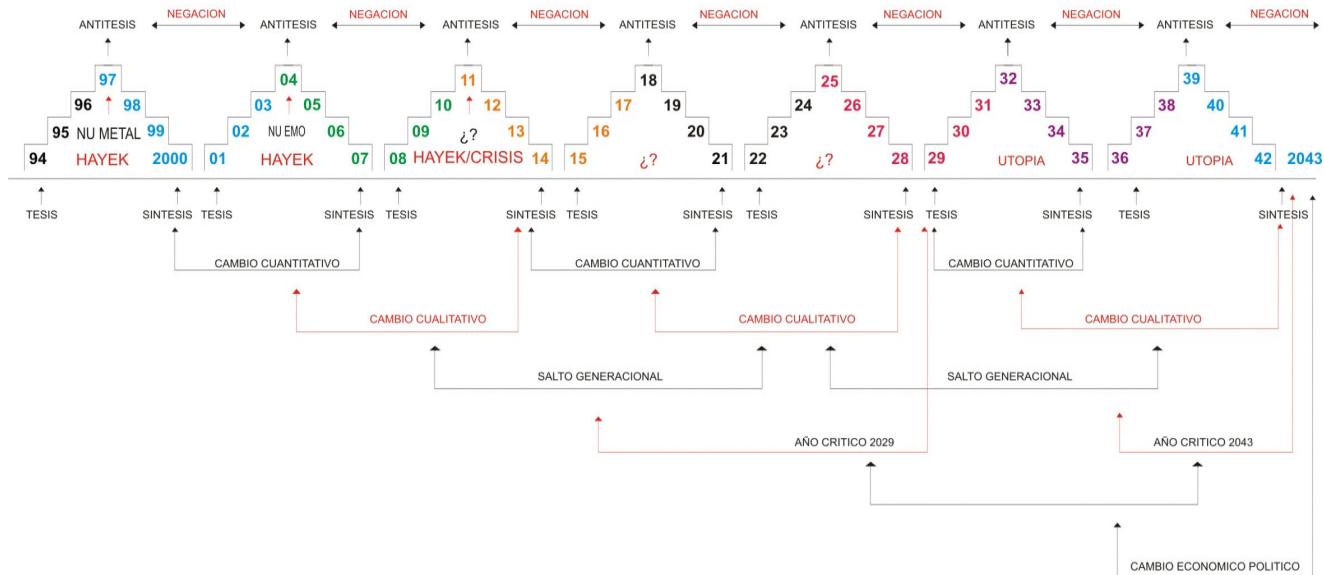 NEGACION NEGACION NEGACION NEGACION NEGACION NEGACION NEGACION
ANTITESIS ANTITESIS ANTITESIS ANTITESIS ANTITESIS ANTITESIS ANTITESIS
97 04 11 18 25 32 39
96 98 03 05 10 12 17 19 24 26 31 33 38 40
95 NU METAL 99 02 NU EMO 06 09 ¿? 13 16 20 23 27 30 34 37 41
94 HAYEK 2000 01 HAYEK 07 08 HAYEK/CRISIS 14 15 ¿? 21 22 ¿? 28 29 UTOPIA 35 36 UTOPIA 42 2043
TESIS SINTESIS TESIS SINTESIS TESIS SINTESIS TESIS SINTESIS TESIS SINTESIS TESIS SINTESIS TESIS SINTESIS
CAMBIO CUANTITATIVO CAMBIO CUANTITATIVO CAMBIO CUANTITATIVO
CAMBIO CUALITATIVO CAMBIO CUALITATIVO CAMBIO CUALITATIVO
SALTO GENERACIONAL SALTO GENERACIONAL
AÑO CRITICO 2029 AÑO CRITICO 2043
CAMBIO ECONOMICO POLITICO